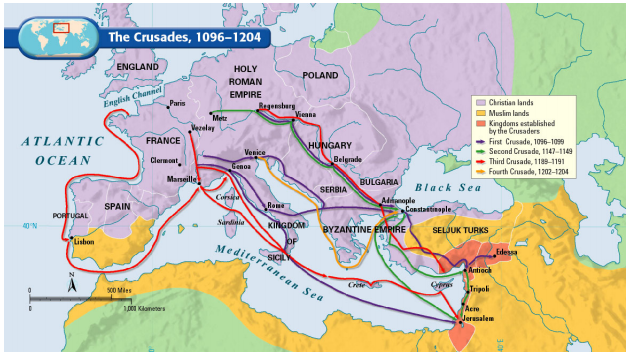 The Crusades, 1096–1204
ENGLAND
English Channel
HOLY
ROMAN
EMPIRE
POLAND
Paris
Metz
Regensberg
Vienna
ATLANTIC
OCEAN
Vezelay
FRANCE
HUNGARY
Clermont
Venice
Genoa
Belgrade
Marseille
SERBIA
BULGARIA
Black Sea
Corsica
Adrianople
Constantinople
SPAIN
Rome
PORTUGAL
Sardinia
KINGDOM
OF
SICILY
BYZANTINE EMPIRE
SELJUK TURKS
40°N
Lisbon
Edessa
Antioch
Mediterranean Sea
Crete
Cyprus
Tripoli
Acre
Jerusalem
N
0 500 Miles
0 1,000 Kilometers
Christian lands
Muslim lands
Kingdoms established
by the Crusaders
First Crusade, 1096–1099
Second Crusade, 1147–1149
Third Crusade, 1189–1191
Fourth Crusade, 1202–1204